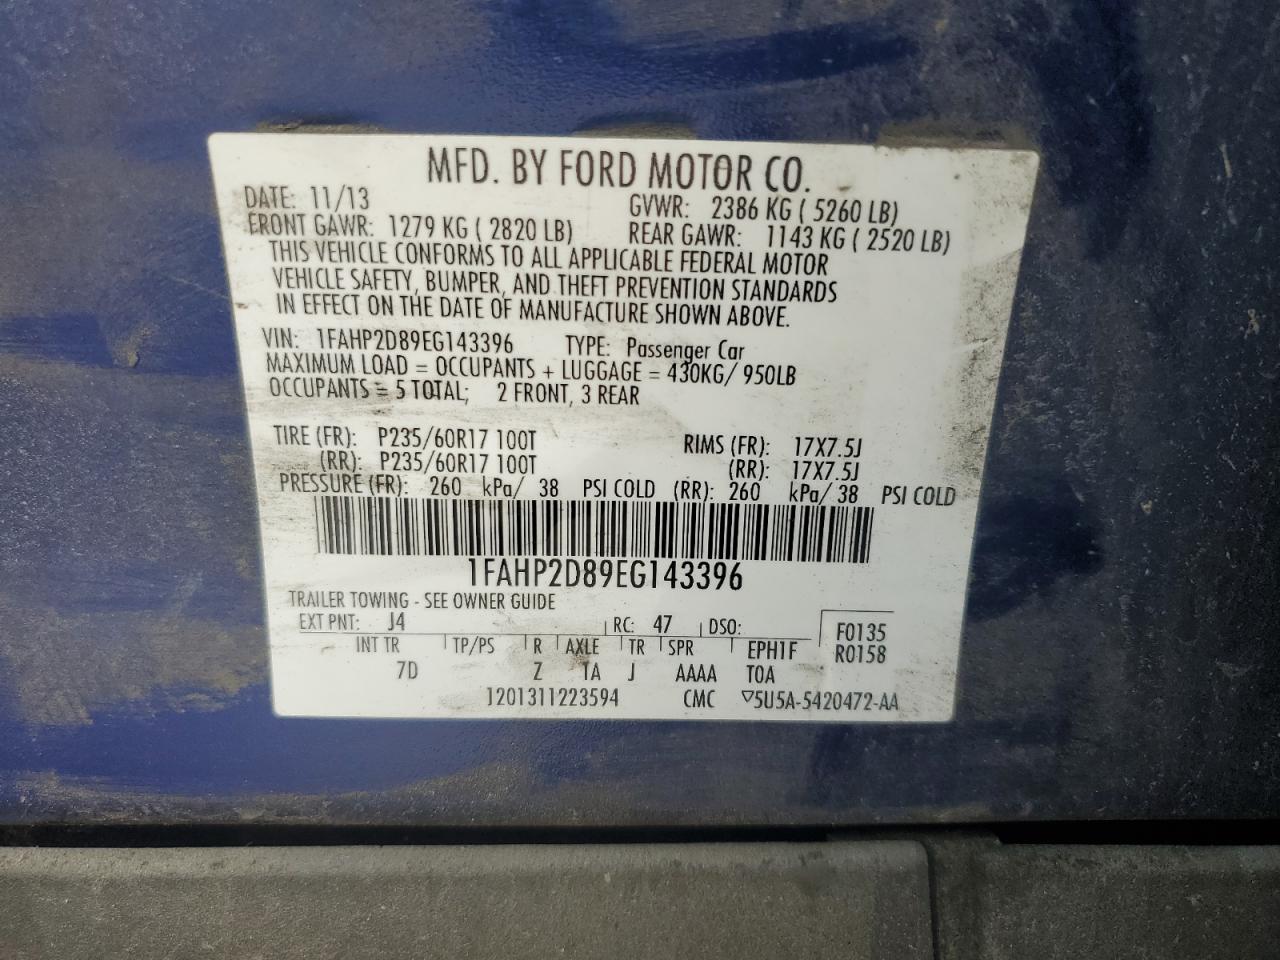 MFD. BY FORD MOTOR CO.
DATE: 11/13 GVWR: 2386 KG ( 5260 LB)
FRONT GAWR: 1279 KG ( 2820 LB) REAR GAWR: 1143 KG ( 2520 LB)
THIS VEHICLE CONFORMS TO ALL APPLICABLE FEDERAL MOTOR
VEHICLE SAFETY, BUMPER, AND THEFT PREVENTION STANDARDS
IN EFFECT ON THE DATE OF MANUFACTURE SHOWN ABOVE.
VIN: 1FAHP2D89EG143396 TYPE: Passenger Car
MAXIMUM LOAD = OCCUPANTS + LUGGAGE = 430KG/ 950LB
OCCUPANTS = 5 TOTAL; 2 FRONT, 3 REAR
TIRE (FR): P235/60R17 100T RIMS (FR): 17X7.5J
(RR): P235/60R17 100T (RR): 17X7.5J
PRESSURE (FR): 260 kPa/ 38 PSI COLD (RR): 260 kPa/ 38 PSI COLD
1FAHP2D89EG143396
TRAILER TOWING - SEE OWNER GUIDE
EXT PNT: J4 RC: 47 DSO: F0135
INT TR TP/PS R AXLE TR SPR EPH1F R0158
7D Z 1A J AAAA T0A
1201311223594 CMC ▽5U5A-5420472-AA